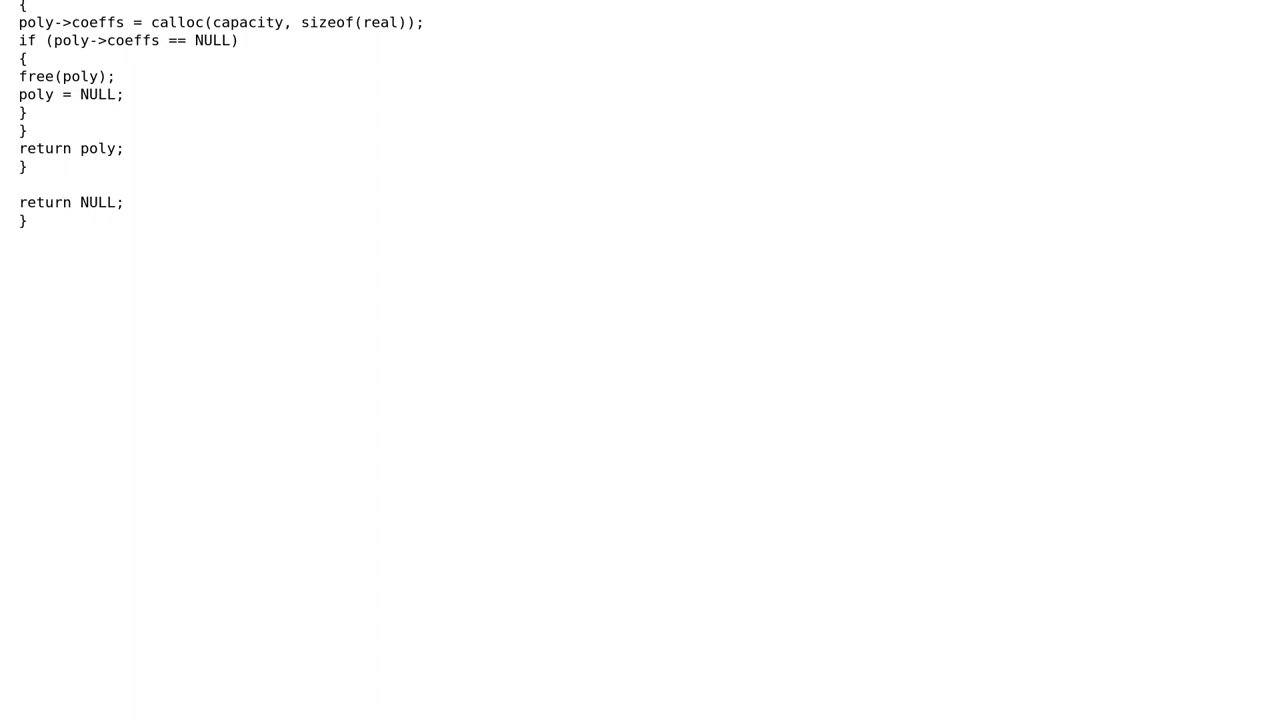 {
poly->coeffs = calloc(capacity, sizeof(real));
if (poly->coeffs == NULL)
{
free(poly);
poly = NULL;
}
}
return poly;
}

return NULL;
}